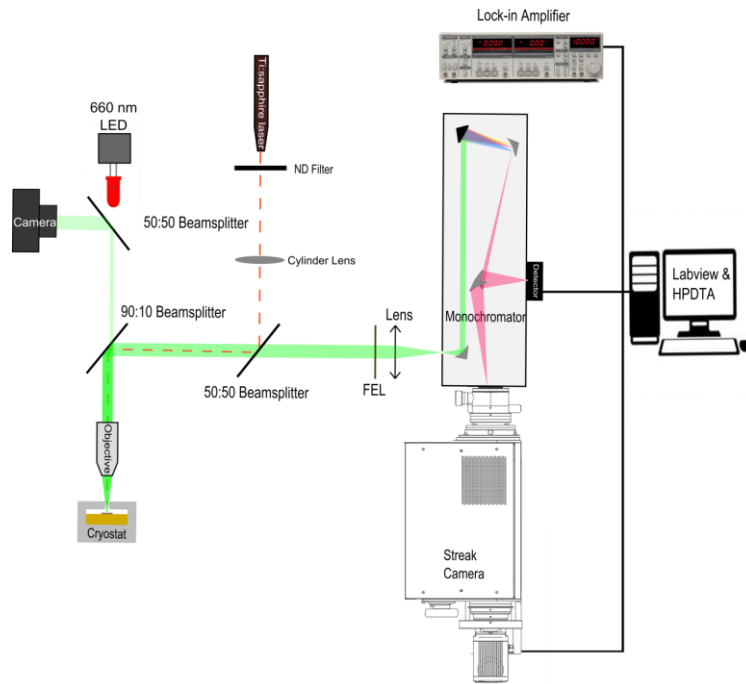 Lock-in Amplifier
Ti:sapphire laser
660 nm
LED
ND Filter
Camera
50:50 Beamsplitter
Cylinder Lens
Detector
Labview &
HPDTA
90:10 Beamsplitter
Lens
Monochromator
50:50 Beamsplitter
FEL
Objective
Cryostat
Streak
Camera